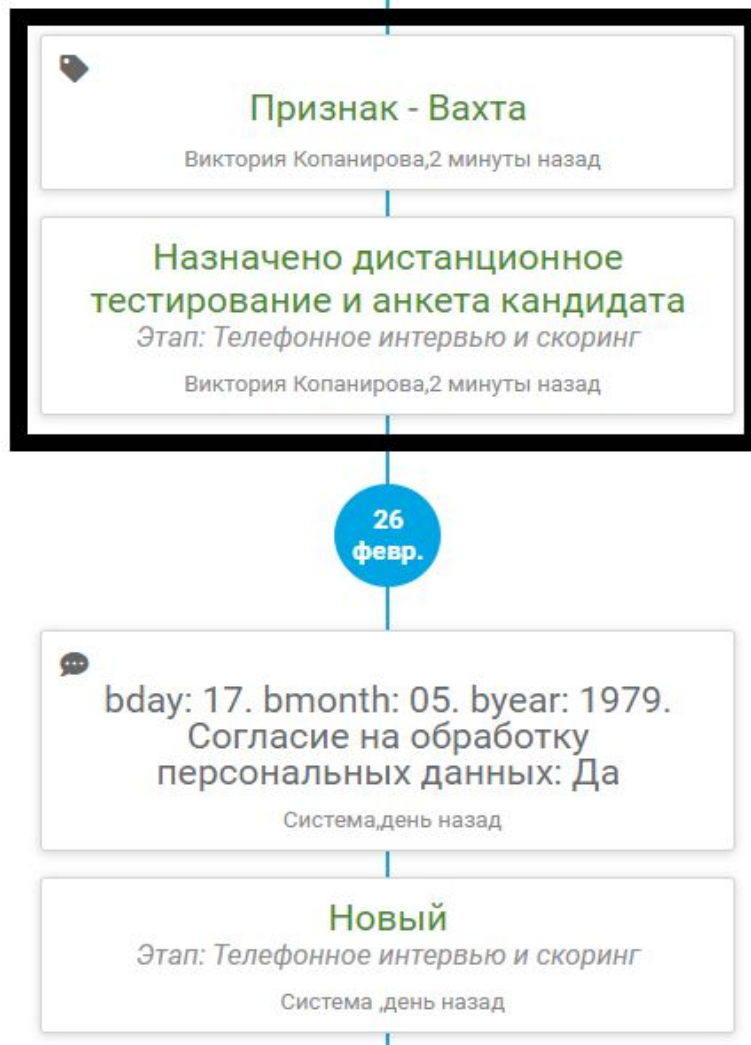 Признак - Вахта
Виктория Копанирова,2 минуты назад
Назначено дистанционное
тестирование и анкета кандидата
Этап: Телефонное интервью и скоринг
Виктория Копанирова,2 минуты назад
26
февр.
bday: 17. bmonth: 05. byear: 1979.
Согласие на обработку
персональных данных: Да
Система,день назад
Новый
Этап: Телефонное интервью и скоринг
Система ,день назад